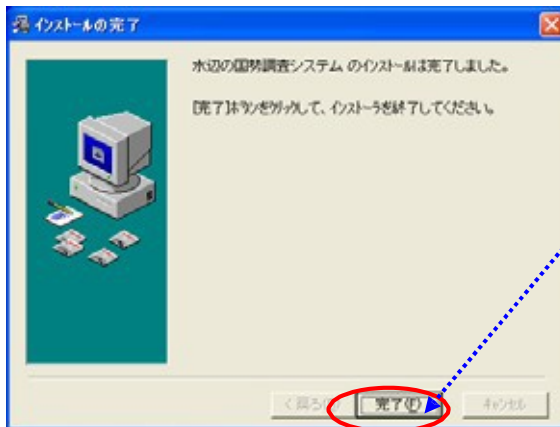 インストールの完了
水辺の国勢調査システム のインストールは完了しました。
[完了]ボタンをクリックして、インストーラを終了してください。
< 戻る(B)
完了(F)
キャンセル